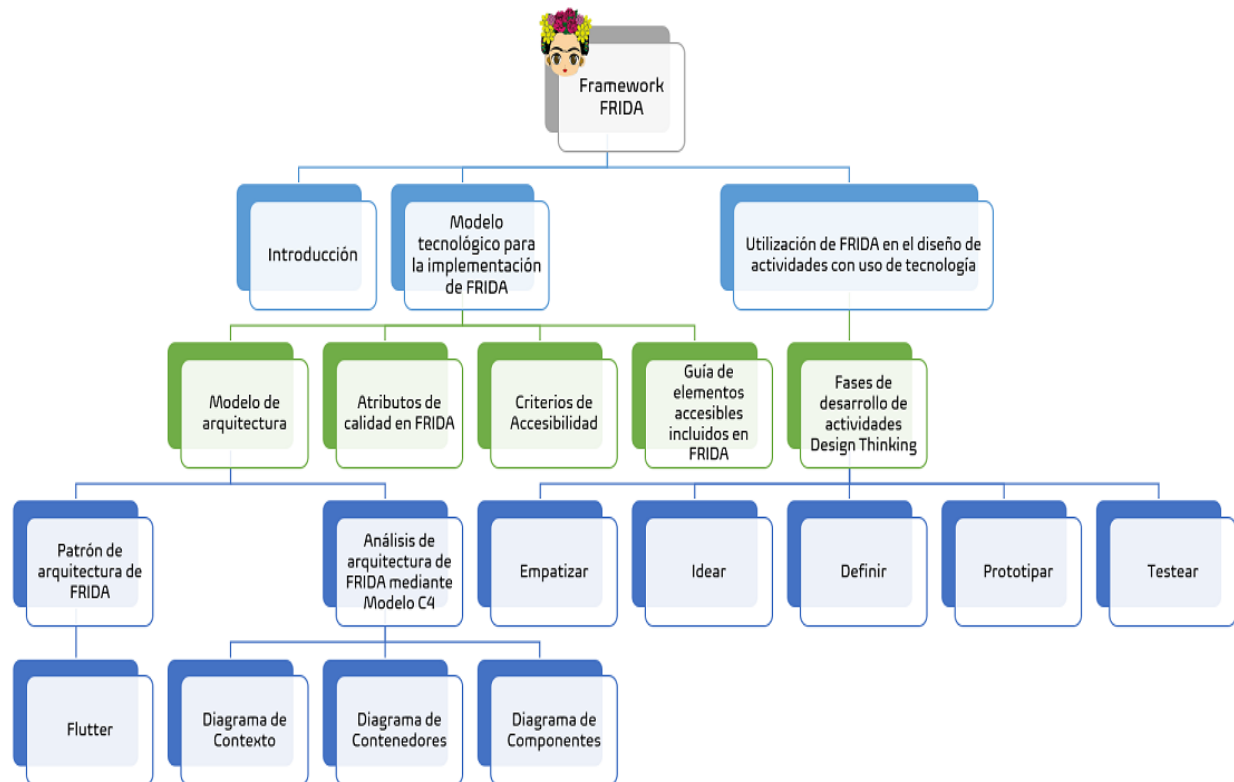 Framework
FRIDA
Introducción
Modelo
tecnológico para
la implementación
de FRIDA
Utilización de FRIDA en el diseño de
actividades con uso de tecnología
Modelo de
arquitectura
Atributos de
calidad en FRIDA
Criterios de
Accesibilidad
Guía de
elementos
accesibles
incluidos en
FRIDA
Fases de
desarrollo de
actividades
Design Thinking
Patrón de
arquitectura de
FRIDA
Análisis de
arquitectura de
FRIDA mediante
Modelo C4
Empatizar
Idear
Definir
Prototipar
Testear
Flutter
Diagrama de
Contexto
Diagrama de
Contenedores
Diagrama de
Componentes